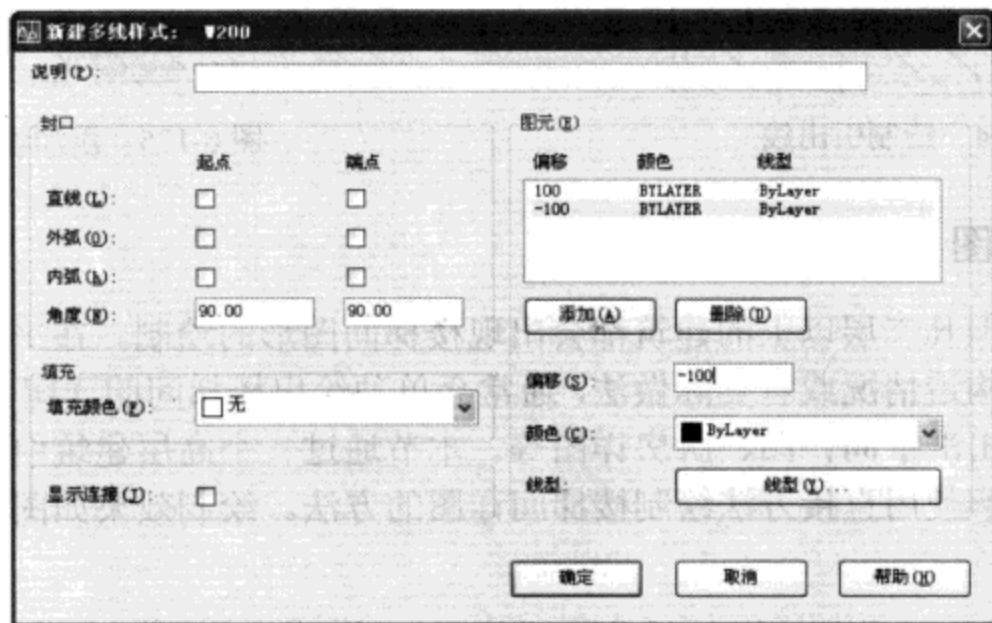 新建多线样式： W200
说明(P):
封口
起点 端点
直线(L):
外弧(O):
内弧(R):
角度(N): 90.00 90.00
填充
填充颜色(F): 无
显示连接(J):
图元(E)
偏移 颜色 线型
100 BYLAYER ByLayer
-100 BYLAYER ByLayer
添加(A) 删除(D)
偏移(S): -100
颜色(C): ByLayer
线型: 线型(Y)...
确定 取消 帮助(H)